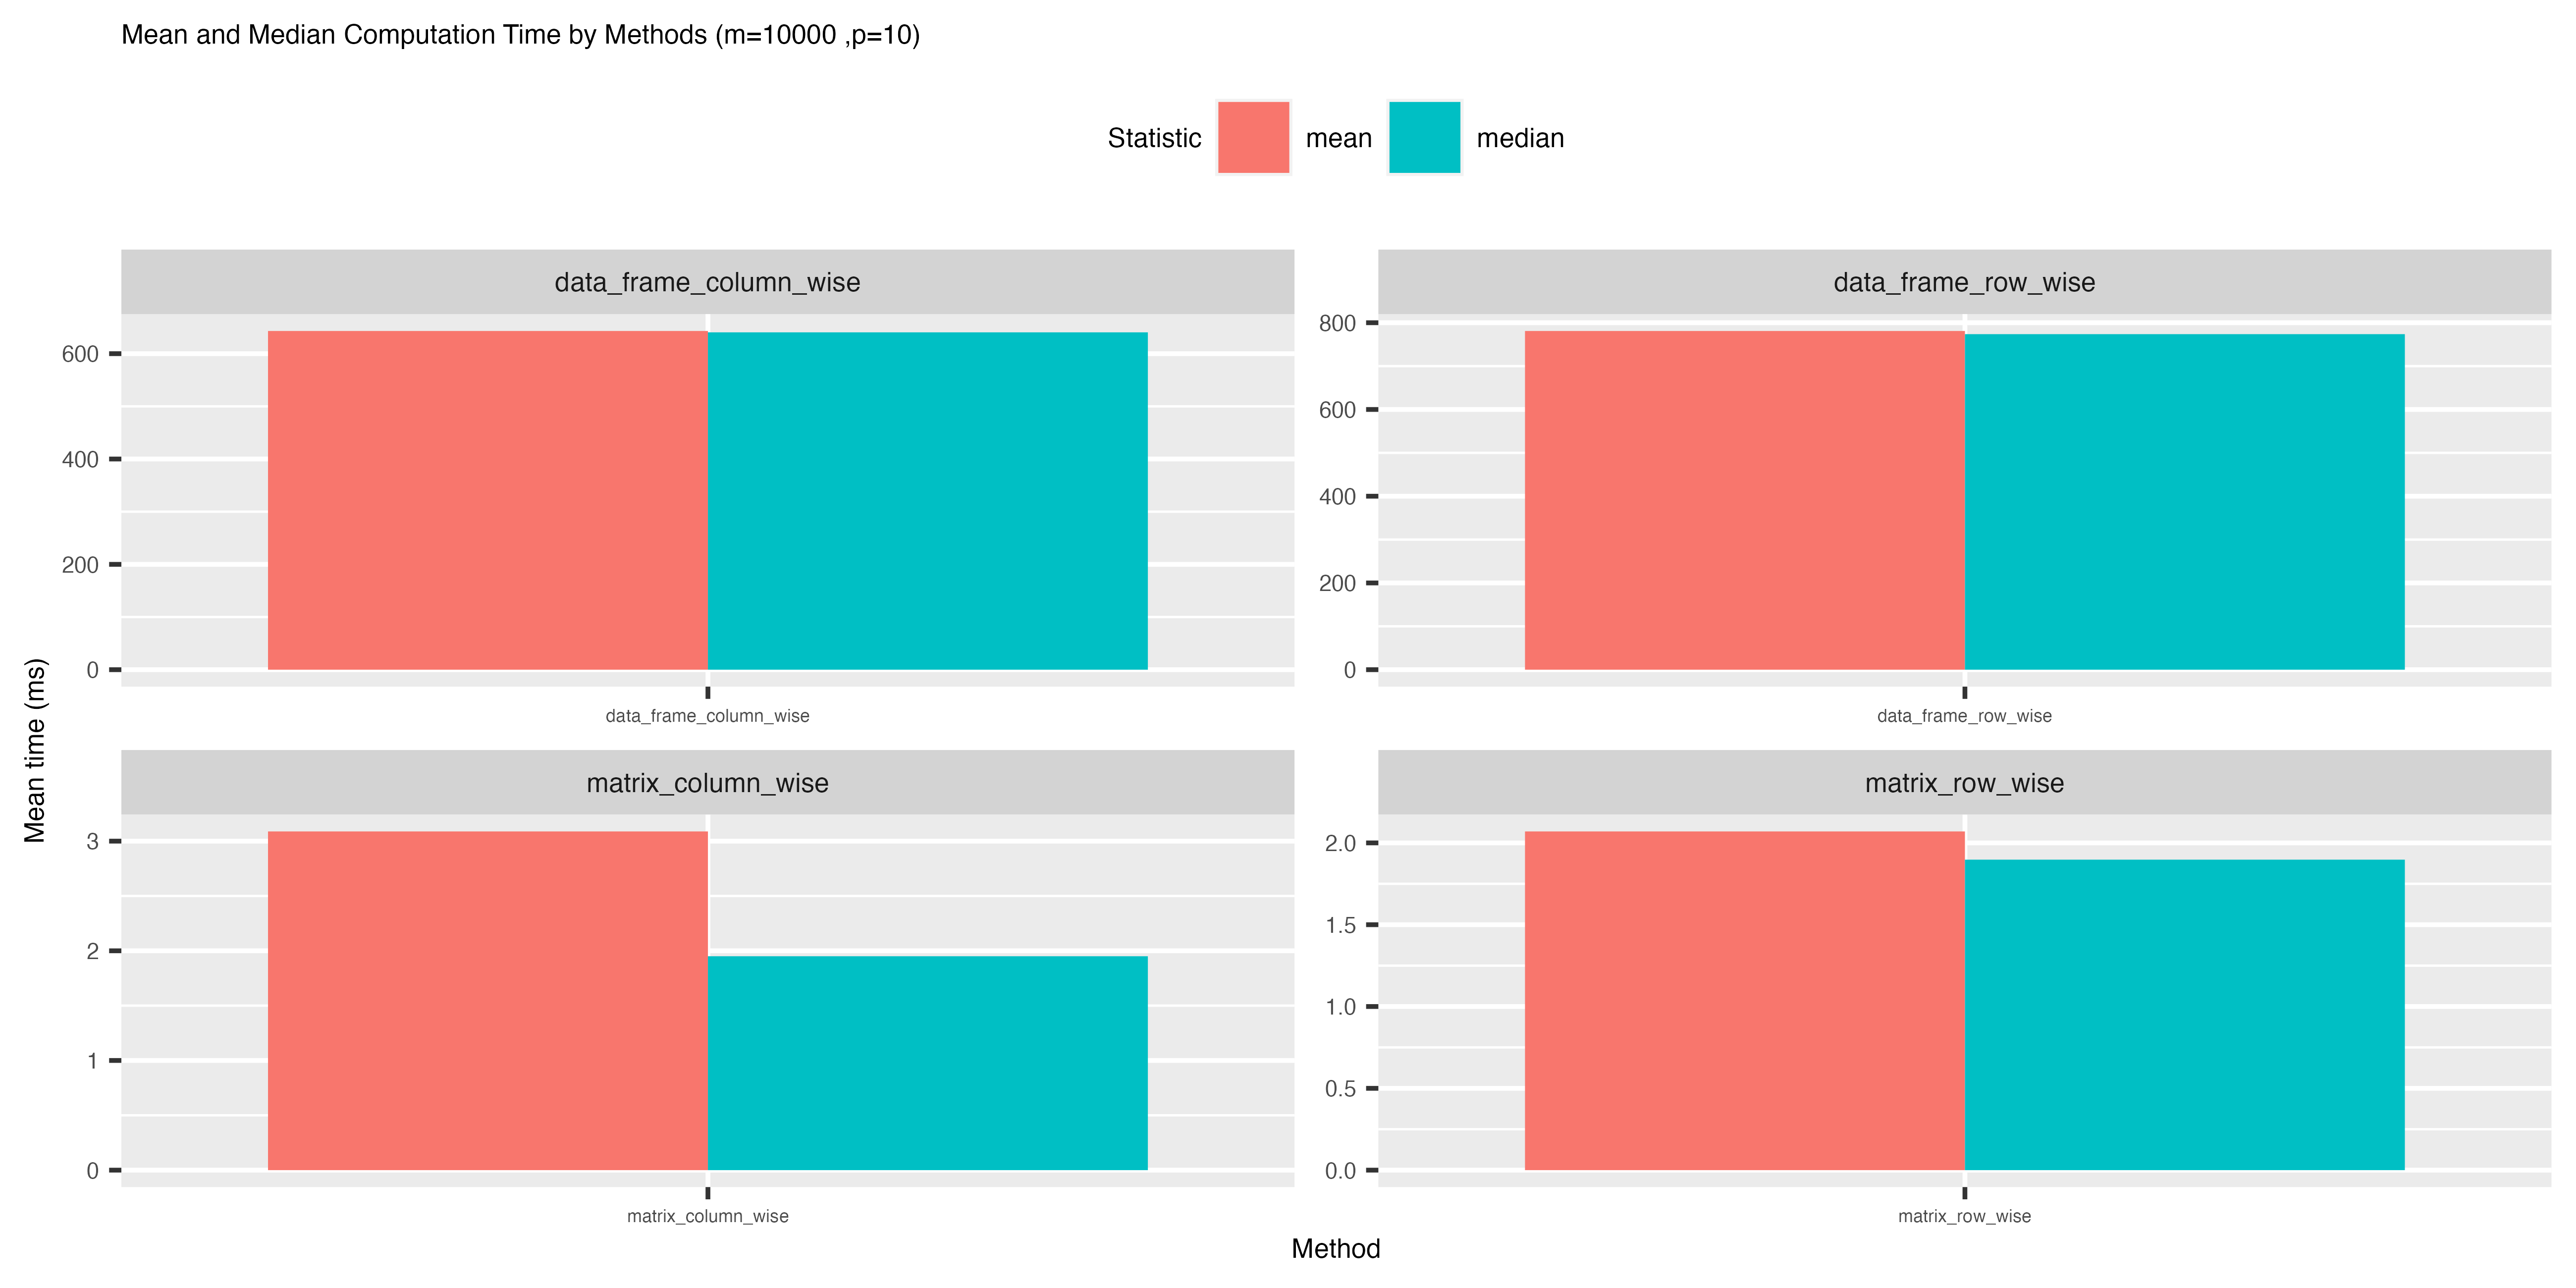 Mean and Median Computation Time by Methods (m=10000 ,p=10)
Statistic mean median
data_frame_column_wise
600
400
200
0
data_frame_column_wise
data_frame_row_wise
800
600
400
200
0
data_frame_row_wise
Mean time (ms)
matrix_column_wise
3
2
1
0
matrix_column_wise
matrix_row_wise
2.0
1.5
1.0
0.5
0.0
matrix_row_wise
Method